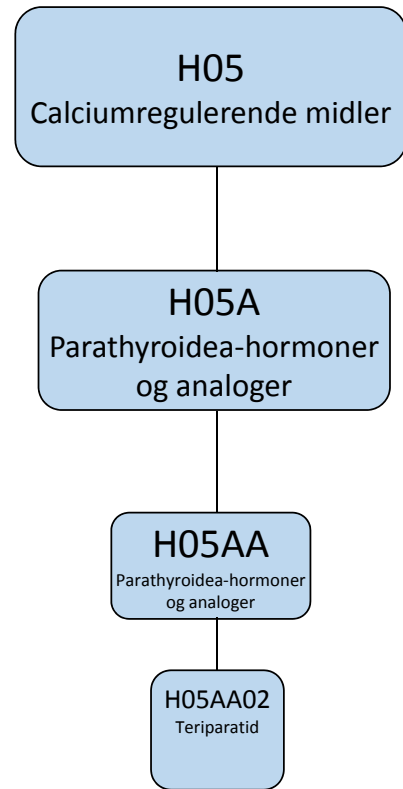 H05
Calciumregulerende midler
H05A
Parathyroidea-hormoner
og analoger
H05AA
Parathyroidea-hormoner
og analoger
H05AA02
Teriparatid